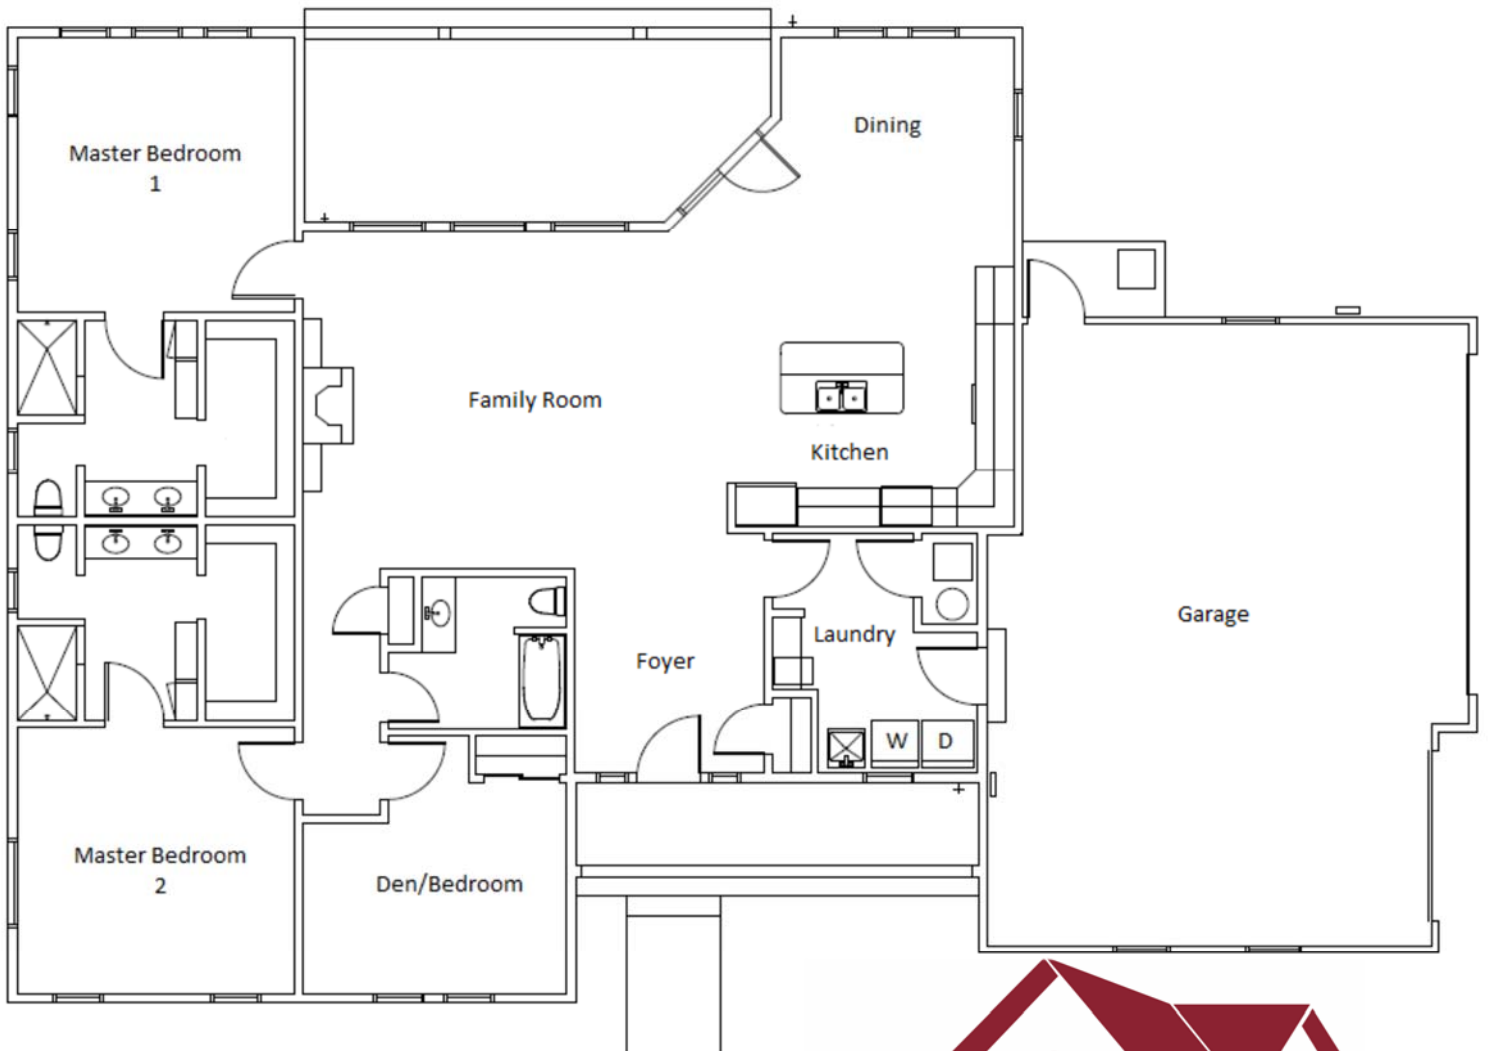 Dining
Master Bedroom
1
Family Room
Kitchen
Garage
Laundry
Foyer
W
D
Master Bedroom
2
Den/Bedroom